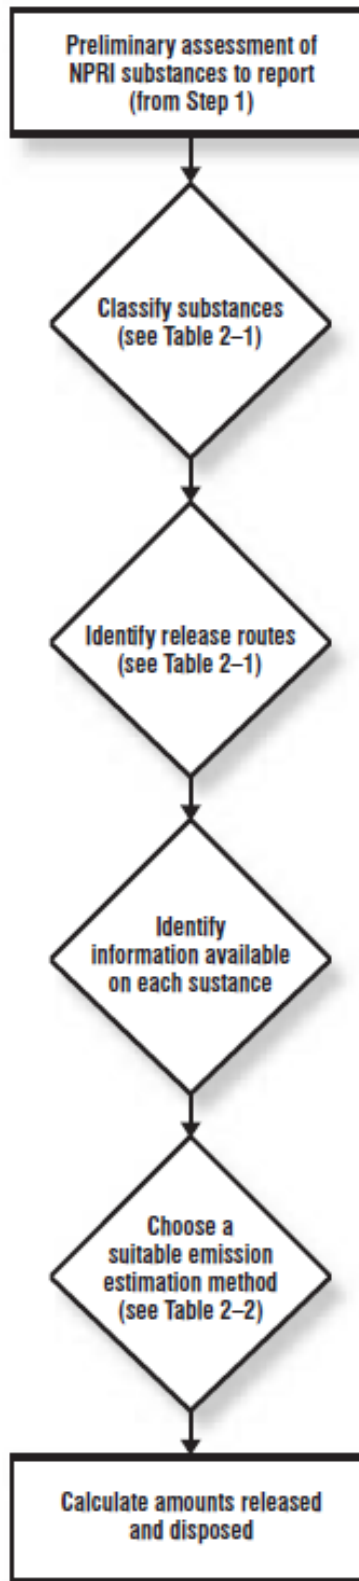 Preliminary assessment of
NPRI substances to report
(from Step 1)
Classify substances
(see Table 2–1)
Identify release routes
(see Table 2–1)
Identify
information available
on each sustance
Choose a
suitable emission
estimation method
(see Table 2–2)
Calculate amounts released
and disposed